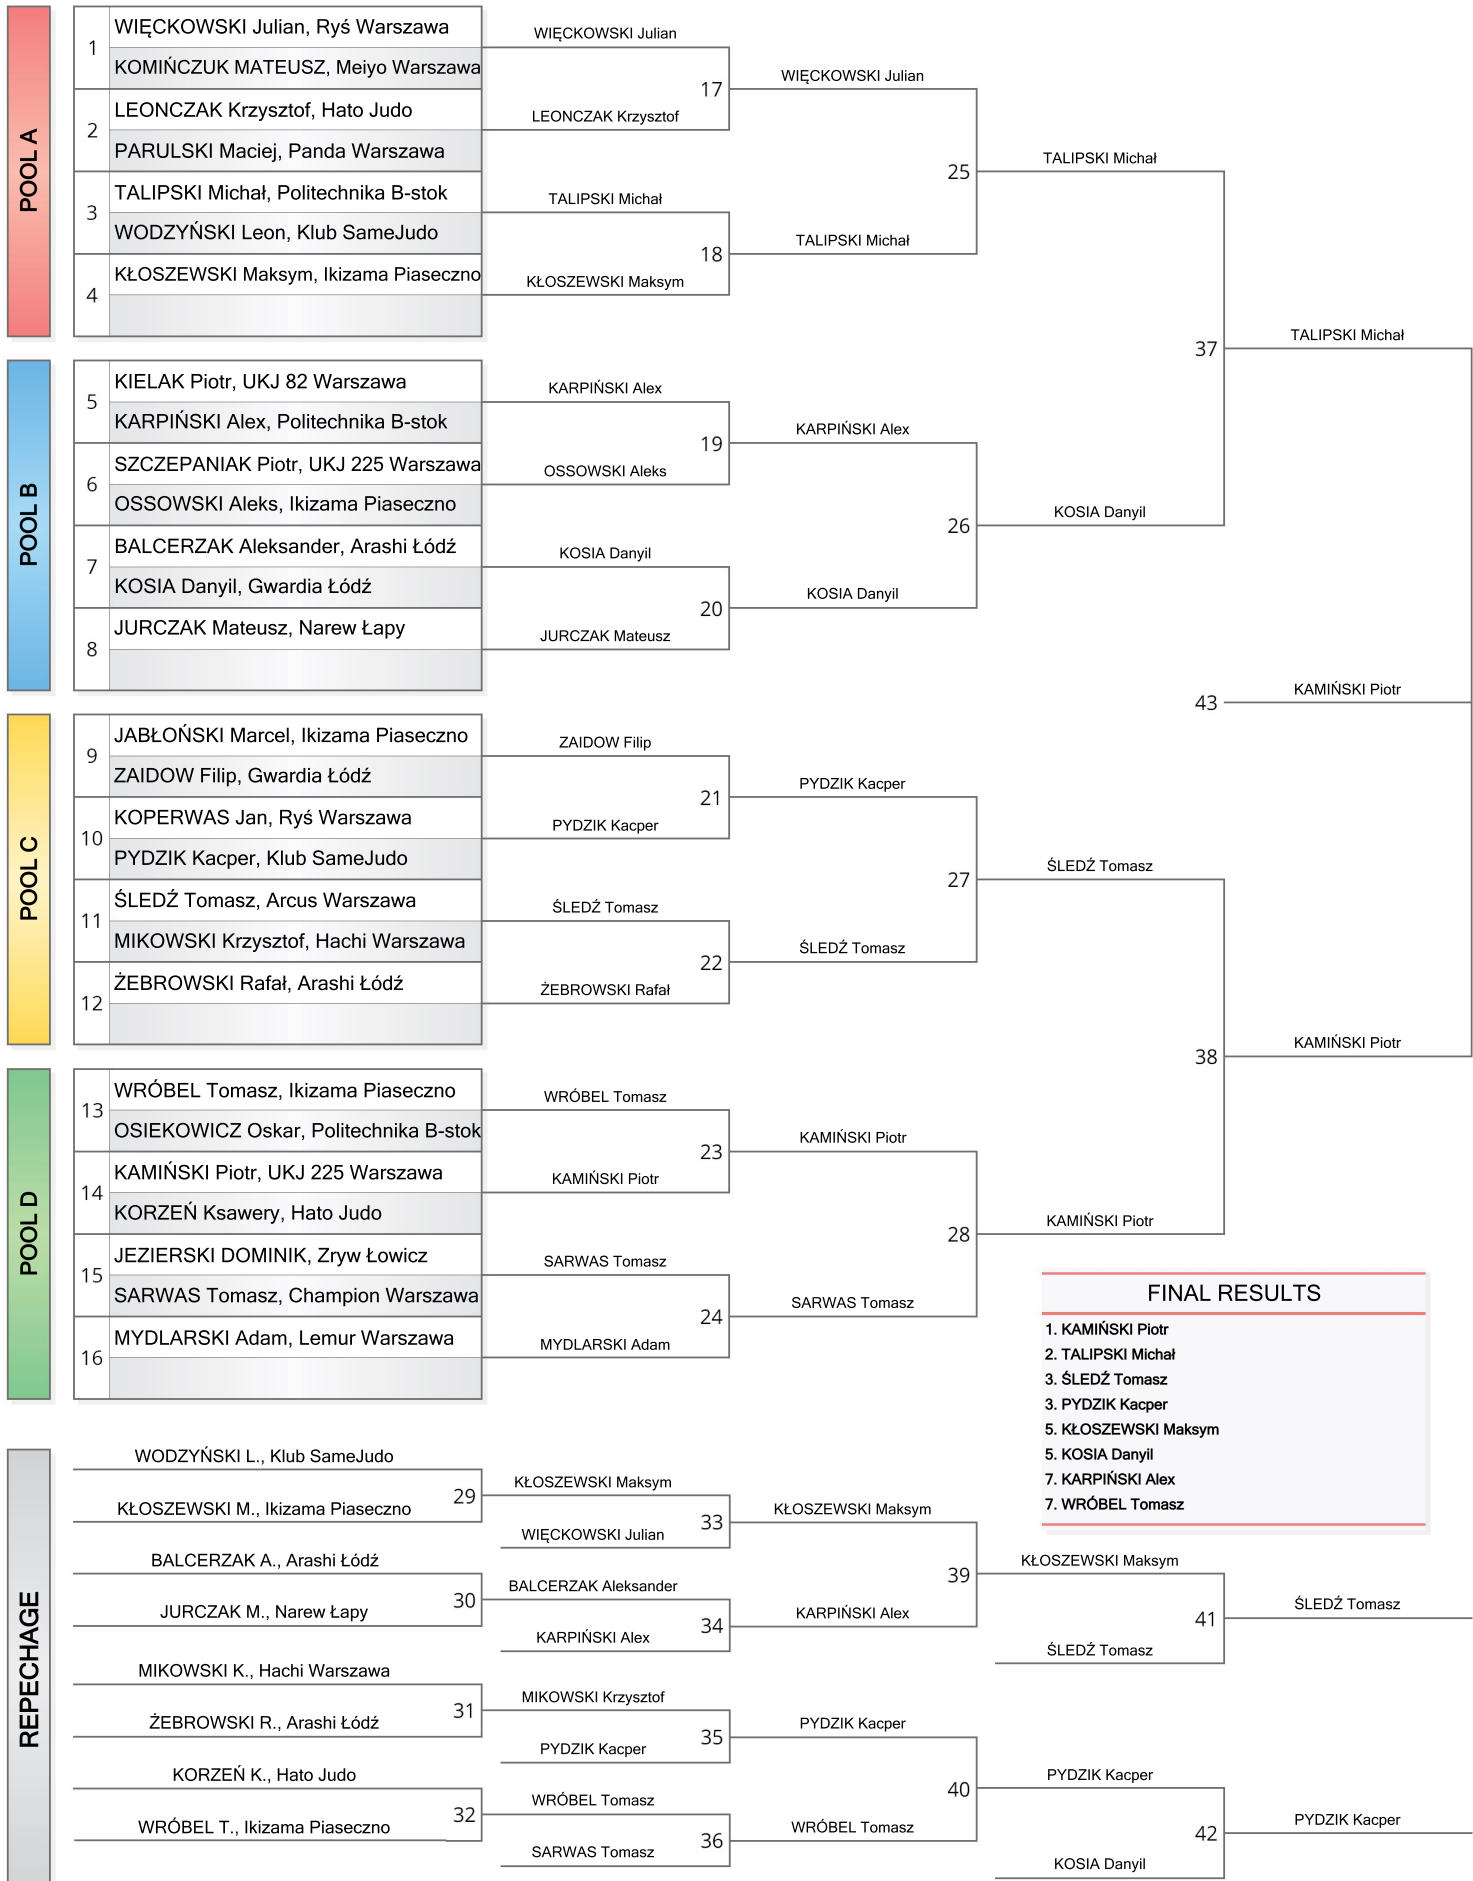 POOL A
1
WIĘCKOWSKI Julian, Ryś Warszawa
KOMIŃCZUK MATEUSZ, Meiyo Warszawa
2
LEONCZAK Krzysztof, Hato Judo
PARULSKI Maciej, Panda Warszawa
3
TALIPSKI Michał, Politechnika B-stok
WODZYŃSKI Leon, Klub SameJudo
4
KŁOSZEWSKI Maksym, Ikizama Piaseczno
WIĘCKOWSKI Julian
17
LEONCZAK Krzysztof
TALIPSKI Michał
18
KŁOSZEWSKI Maksym
WIĘCKOWSKI Julian
25
TALIPSKI Michał
TALIPSKI Michał
POOL B
5
KIELAK Piotr, UKJ 82 Warszawa
KARPIŃSKI Alex, Politechnika B-stok
6
SZCZEPANIAK Piotr, UKJ 225 Warszawa
OSSOWSKI Aleks, Ikizama Piaseczno
7
BALCERZAK Aleksander, Arashi Łódź
KOSIA Danyil, Gwardia Łódź
8
JURCZAK Mateusz, Narew Łapy
KARPIŃSKI Alex
19
OSSOWSKI Aleks
KOSIA Danyil
20
JURCZAK Mateusz
KARPIŃSKI Alex
26
KOSIA Danyil
KOSIA Danyil
37
TALIPSKI Michał
43
KAMIŃSKI Piotr
POOL C
9
JABŁOŃSKI Marcel, Ikizama Piaseczno
ZAIDOW Filip, Gwardia Łódź
10
KOPERWAS Jan, Ryś Warszawa
PYDZIK Kacper, Klub SameJudo
11
ŚLEDŹ Tomasz, Arcus Warszawa
MIKOWSKI Krzysztof, Hachi Warszawa
12
ŻEBROWSKI Rafał, Arashi Łódź
ZAIDOW Filip
21
PYDZIK Kacper
ŚLEDŹ Tomasz
22
ŻEBROWSKI Rafał
PYDZIK Kacper
27
ŚLEDŹ Tomasz
ŚLEDŹ Tomasz
38
KAMIŃSKI Piotr
POOL D
13
WRÓBEL Tomasz, Ikizama Piaseczno
OSIEKOWICZ Oskar, Politechnika B-stok
14
KAMIŃSKI Piotr, UKJ 225 Warszawa
KORZEŃ Ksawery, Hato Judo
15
JEZIERSKI DOMINIK, Zryw Łowicz
SARWAS Tomasz, Champion Warszawa
16
MYDLARSKI Adam, Lemur Warszawa
WRÓBEL Tomasz
23
KAMIŃSKI Piotr
SARWAS Tomasz
24
MYDLARSKI Adam
KAMIŃSKI Piotr
28
SARWAS Tomasz
KAMIŃSKI Piotr
FINAL RESULTS
1. KAMIŃSKI Piotr
2. TALIPSKI Michał
3. ŚLEDŹ Tomasz
3. PYDZIK Kacper
5. KŁOSZEWSKI Maksym
5. KOSIA Danyil
7. KARPIŃSKI Alex
7. WRÓBEL Tomasz
REPECHAGE
WODZYŃSKI L., Klub SameJudo
29
KŁOSZEWSKI M., Ikizama Piaseczno
BALCERZAK A., Arashi Łódź
30
JURCZAK M., Narew Łapy
MIKOWSKI K., Hachi Warszawa
31
ŻEBROWSKI R., Arashi Łódź
KORZEŃ K., Hato Judo
32
WRÓBEL T., Ikizama Piaseczno
KŁOSZEWSKI Maksym
33
WIĘCKOWSKI Julian
BALCERZAK Aleksander
34
KARPIŃSKI Alex
MIKOWSKI Krzysztof
35
PYDZIK Kacper
WRÓBEL Tomasz
36
SARWAS Tomasz
KŁOSZEWSKI Maksym
39
KARPIŃSKI Alex
PYDZIK Kacper
40
WRÓBEL Tomasz
KŁOSZEWSKI Maksym
41
ŚLEDŹ Tomasz
PYDZIK Kacper
42
KOSIA Danyil
ŚLEDŹ Tomasz
PYDZIK Kacper